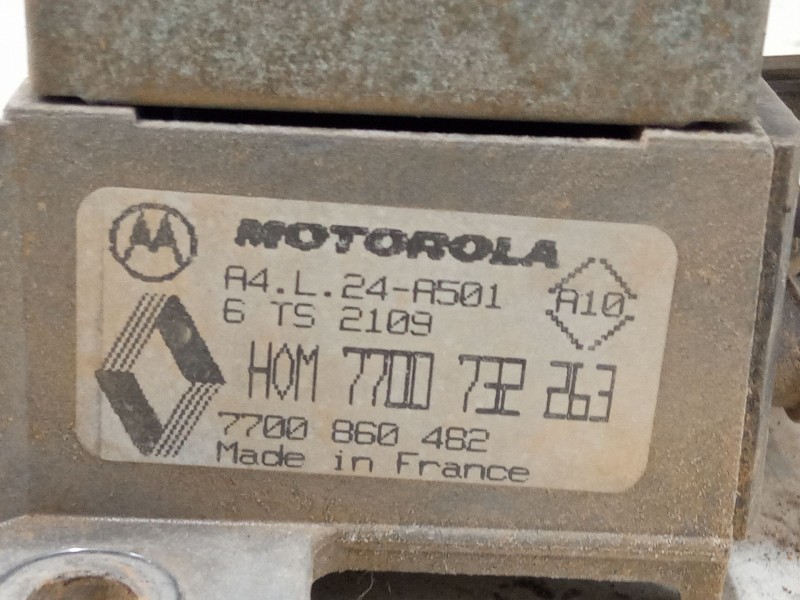 MOTOROLA
A4.L.24-A501
A10
6 TS 2109
HOM 7700 732 263
7700 860 482
Made in France